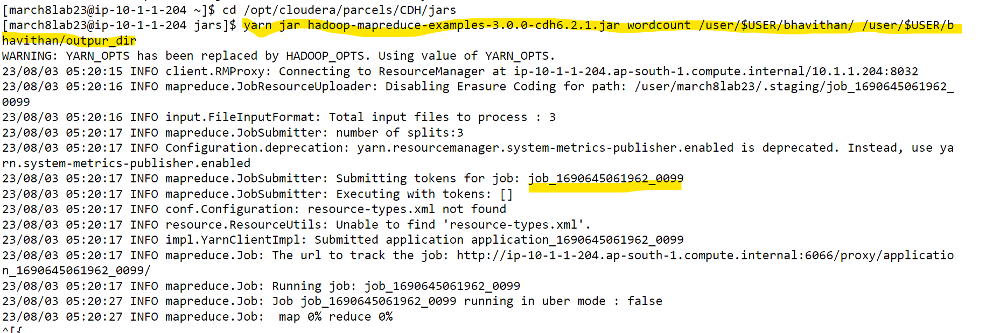 [march8lab23@ip-10-1-1-204 ~]$ cd /opt/cloudera/parcels/CDH/jars
[march8lab23@ip-10-1-1-204 jars]$ yarn jar hadoop-mapreduce-examples-3.0.0-cdh6.2.1.jar wordcount /user/$USER/bhavithan/ /user/$USER/b
havithan/outpur_dir
WARNING: YARN_OPTS has been replaced by HADOOP_OPTS. Using value of YARN_OPTS.
23/08/03 05:20:15 INFO client.RMProxy: Connecting to ResourceManager at ip-10-1-1-204.ap-south-1.compute.internal/10.1.1.204:8032
23/08/03 05:20:16 INFO mapreduce.JobResourceUploader: Disabling Erasure Coding for path: /user/march8lab23/.staging/job_1690645061962_
0099
23/08/03 05:20:16 INFO input.FileInputFormat: Total input files to process : 3
23/08/03 05:20:17 INFO mapreduce.JobSubmitter: number of splits:3
23/08/03 05:20:17 INFO Configuration.deprecation: yarn.resourcemanager.system-metrics-publisher.enabled is deprecated. Instead, use ya
rn.system-metrics-publisher.enabled
23/08/03 05:20:17 INFO mapreduce.JobSubmitter: Submitting tokens for job: job_1690645061962_0099
23/08/03 05:20:17 INFO mapreduce.JobSubmitter: Executing with tokens: []
23/08/03 05:20:17 INFO conf.Configuration: resource-types.xml not found
23/08/03 05:20:17 INFO resource.ResourceUtils: Unable to find 'resource-types.xml'.
23/08/03 05:20:17 INFO impl.YarnClientImpl: Submitted application application_1690645061962_0099
23/08/03 05:20:17 INFO mapreduce.Job: The url to track the job: http://ip-10-1-1-204.ap-south-1.compute.internal:6066/proxy/applicatio
n_1690645061962_0099/
23/08/03 05:20:17 INFO mapreduce.Job: Running job: job_1690645061962_0099
23/08/03 05:20:27 INFO mapreduce.Job: Job job_1690645061962_0099 running in uber mode : false
23/08/03 05:20:27 INFO mapreduce.Job:  map 0% reduce 0%